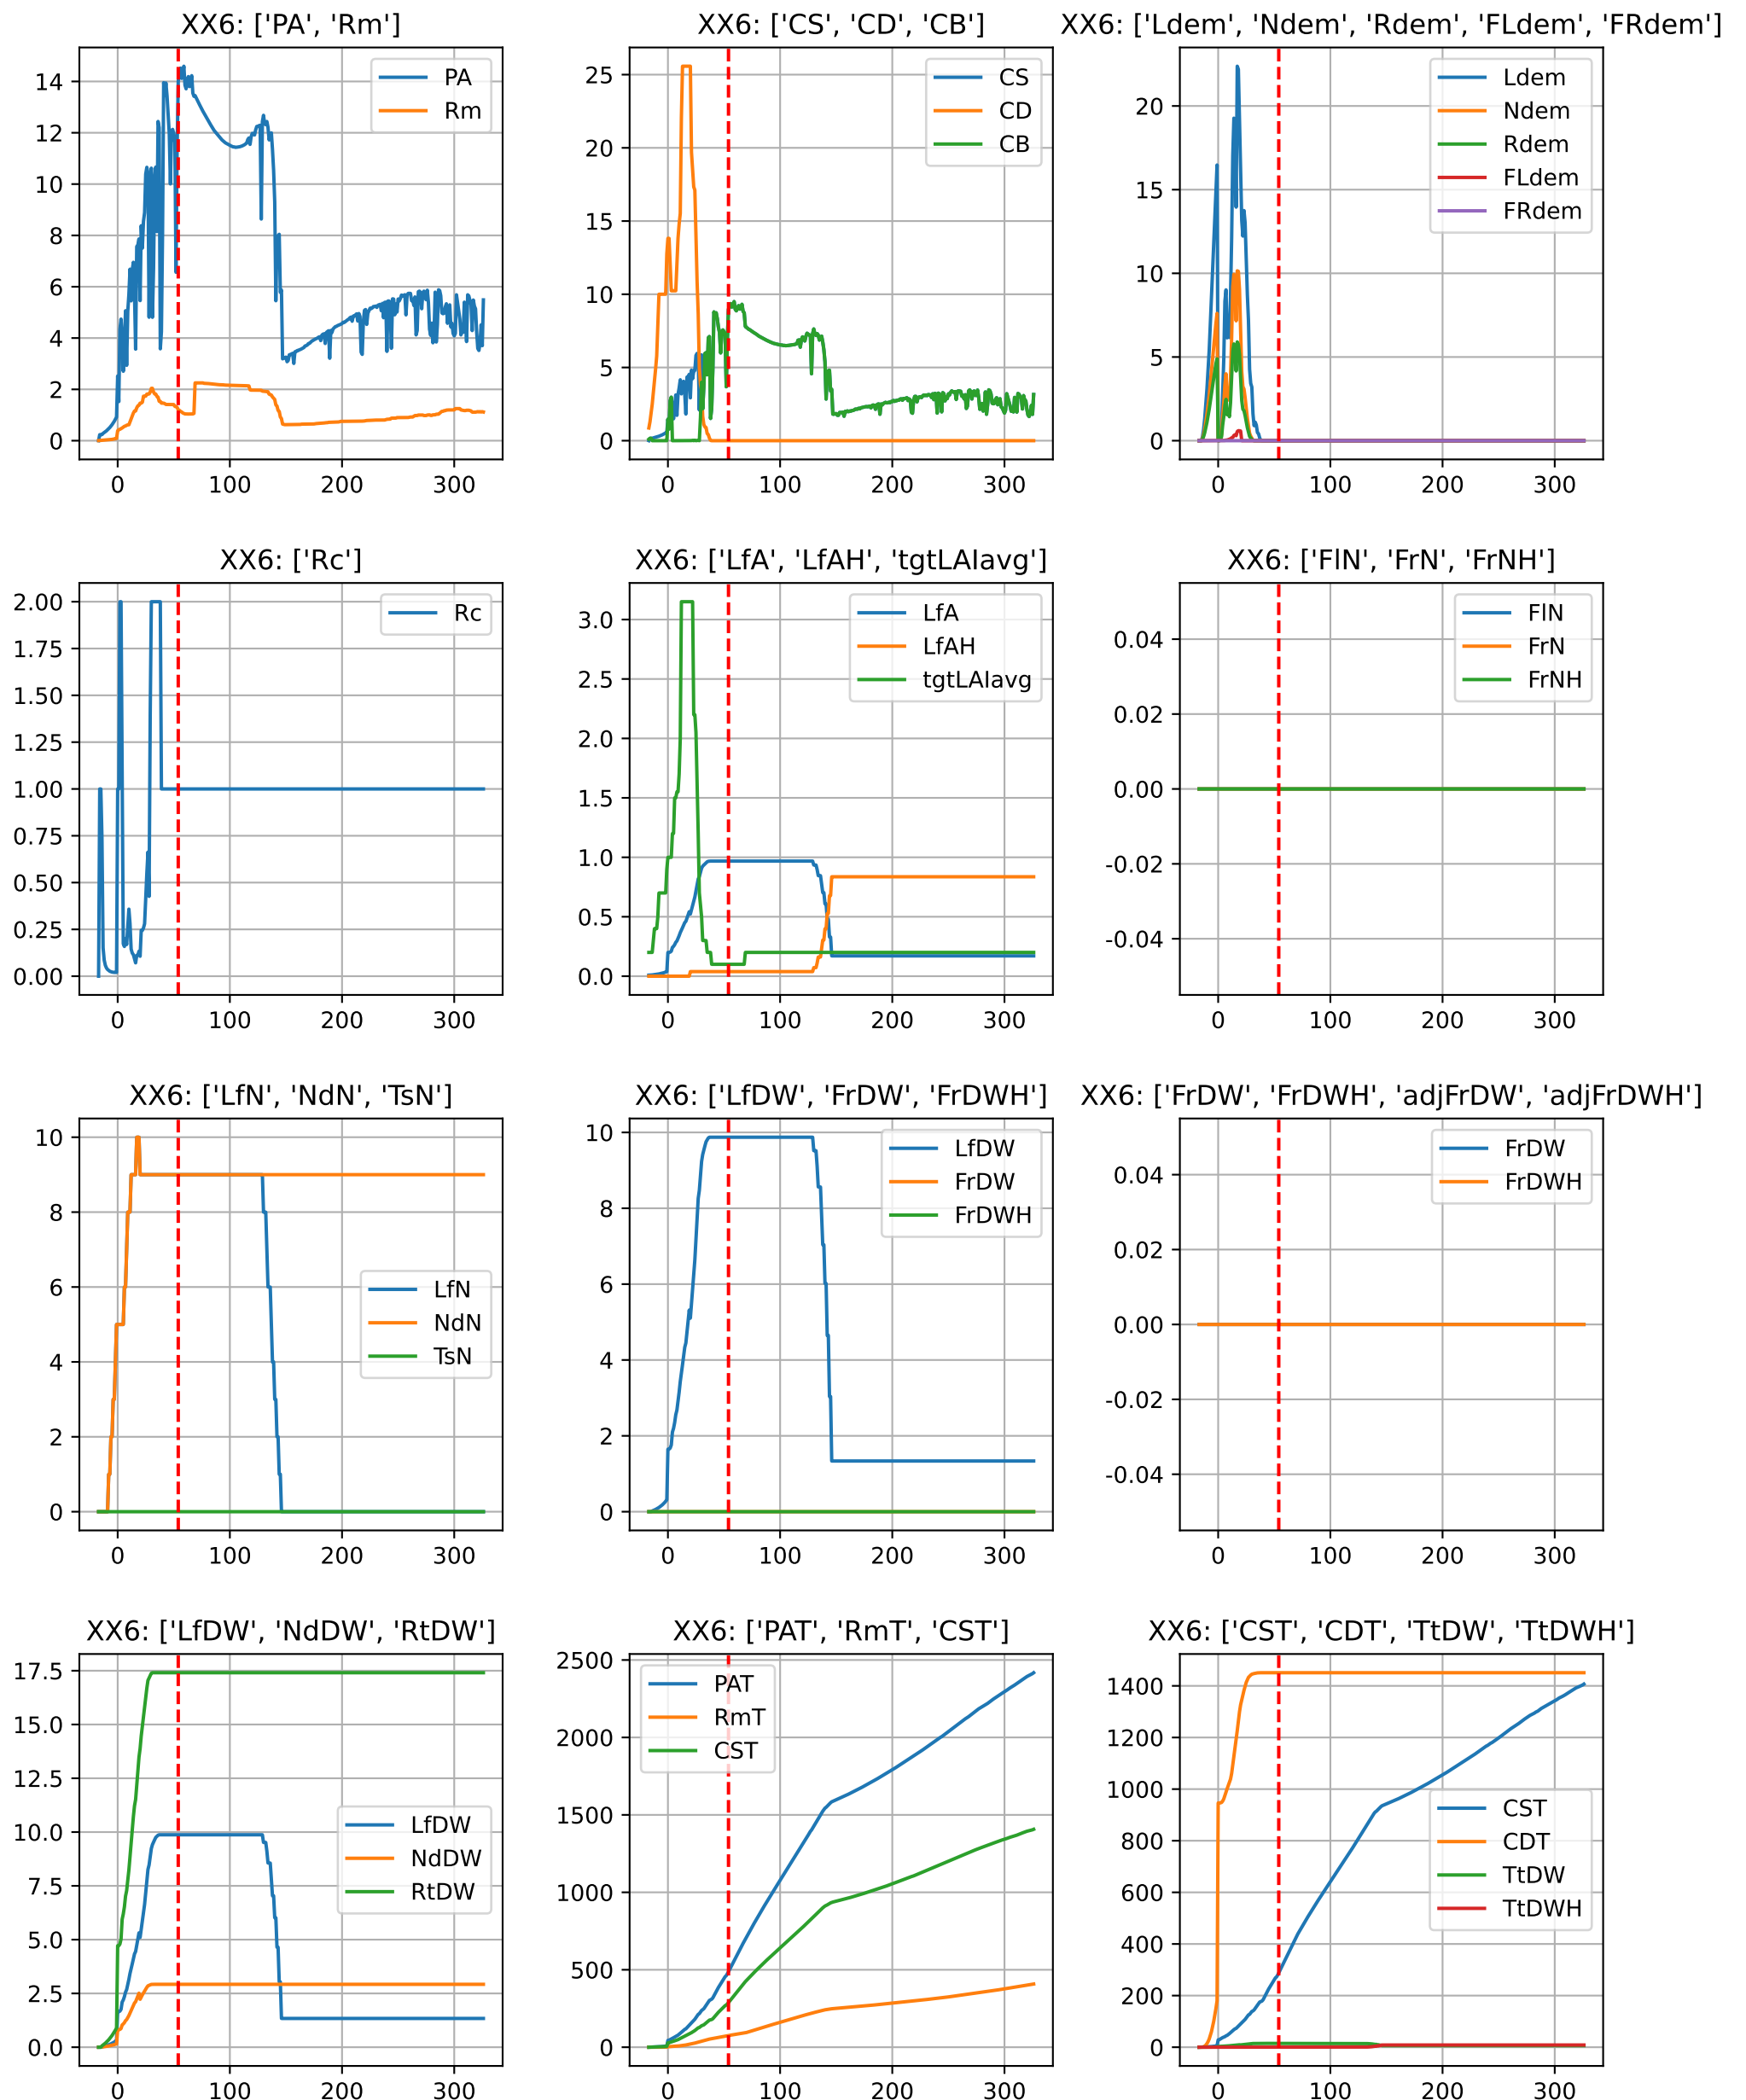 XX6: ['PA', 'Rm']
14
12
10
8
6
4
2
0
0 100 200 300
PA
Rm
XX6: ['CS', 'CD', 'CB']
25
20
15
10
5
0
0 100 200 300
CS
CD
CB
XX6: ['Ldem', 'Ndem', 'Rdem', 'FLdem', 'FRdem']
20
15
10
5
0
0 100 200 300
Ldem
Ndem
Rdem
FLdem
FRdem
XX6: ['Rc']
2.00
1.75
1.50
1.25
1.00
0.75
0.50
0.25
0.00
0 100 200 300
Rc
XX6: ['LfA', 'LfAH', 'tgtLAIavg']
3.0
2.5
2.0
1.5
1.0
0.5
0.0
0 100 200 300
LfA
LfAH
tgtLAIavg
XX6: ['FlN', 'FrN', 'FrNH']
0.04
0.02
0.00
-0.02
-0.04
0 100 200 300
FlN
FrN
FrNH
XX6: ['LfN', 'NdN', 'TsN']
10
8
6
4
2
0
0 100 200 300
LfN
NdN
TsN
XX6: ['LfDW', 'FrDW', 'FrDWH']
10
8
6
4
2
0
0 100 200 300
LfDW
FrDW
FrDWH
XX6: ['FrDW', 'FrDWH', 'adjFrDW', 'adjFrDWH']
0.04
0.02
0.00
-0.02
-0.04
0 100 200 300
FrDW
FrDWH
XX6: ['LfDW', 'NdDW', 'RtDW']
17.5
15.0
12.5
10.0
7.5
5.0
2.5
0.0
0 100 200 300
LfDW
NdDW
RtDW
XX6: ['PAT', 'RmT', 'CST']
2500
2000
1500
1000
500
0
0 100 200 300
PAT
RmT
CST
XX6: ['CST', 'CDT', 'TtDW', 'TtDWH']
1400
1200
1000
800
600
400
200
0
0 100 200 300
CST
CDT
TtDW
TtDWH